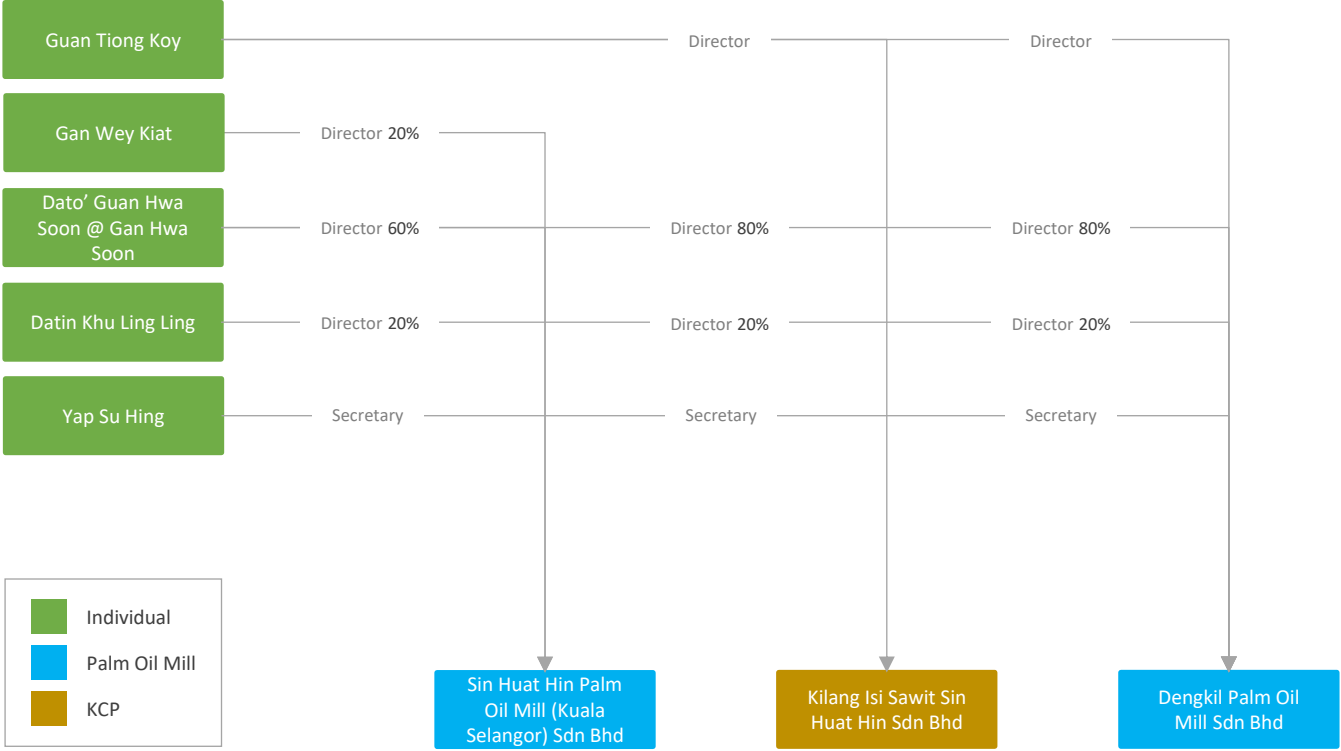 Guan Tiong Koy
Director
Director
Gan Wey Kiat
Director 20%
Dato’ Guan Hwa
Soon @ Gan Hwa
Soon
Director 60%
Director 80%
Director 80%
Datin Khu Ling Ling
Director 20%
Director 20%
Director 20%
Yap Su Hing
Secretary
Secretary
Secretary
Individual
Palm Oil Mill
KCP
Sin Huat Hin Palm
Oil Mill (Kuala
Selangor) Sdn Bhd
Kilang Isi Sawit Sin
Huat Hin Sdn Bhd
Dengkil Palm Oil
Mill Sdn Bhd